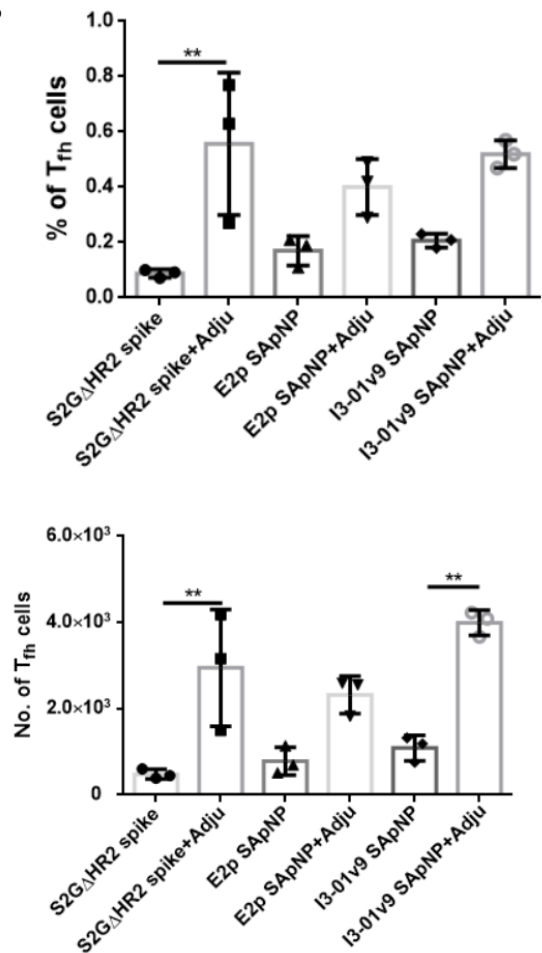 1.0
0.8
0.6
0.4
0.2
0.0
% of Tfh cells
**
S2GΔHR2 spike
S2GΔHR2 spike+Adju
E2p SApNP
E2p SApNP+Adju
I3-01v9 SApNP
I3-01v9 SApNP+Adju
6.0×10³
4.0×10³
2.0×10³
0
No. of Tfh cells
**
**
S2GΔHR2 spike
S2GΔHR2 spike+Adju
E2p SApNP
E2p SApNP+Adju
I3-01v9 SApNP
I3-01v9 SApNP+Adju